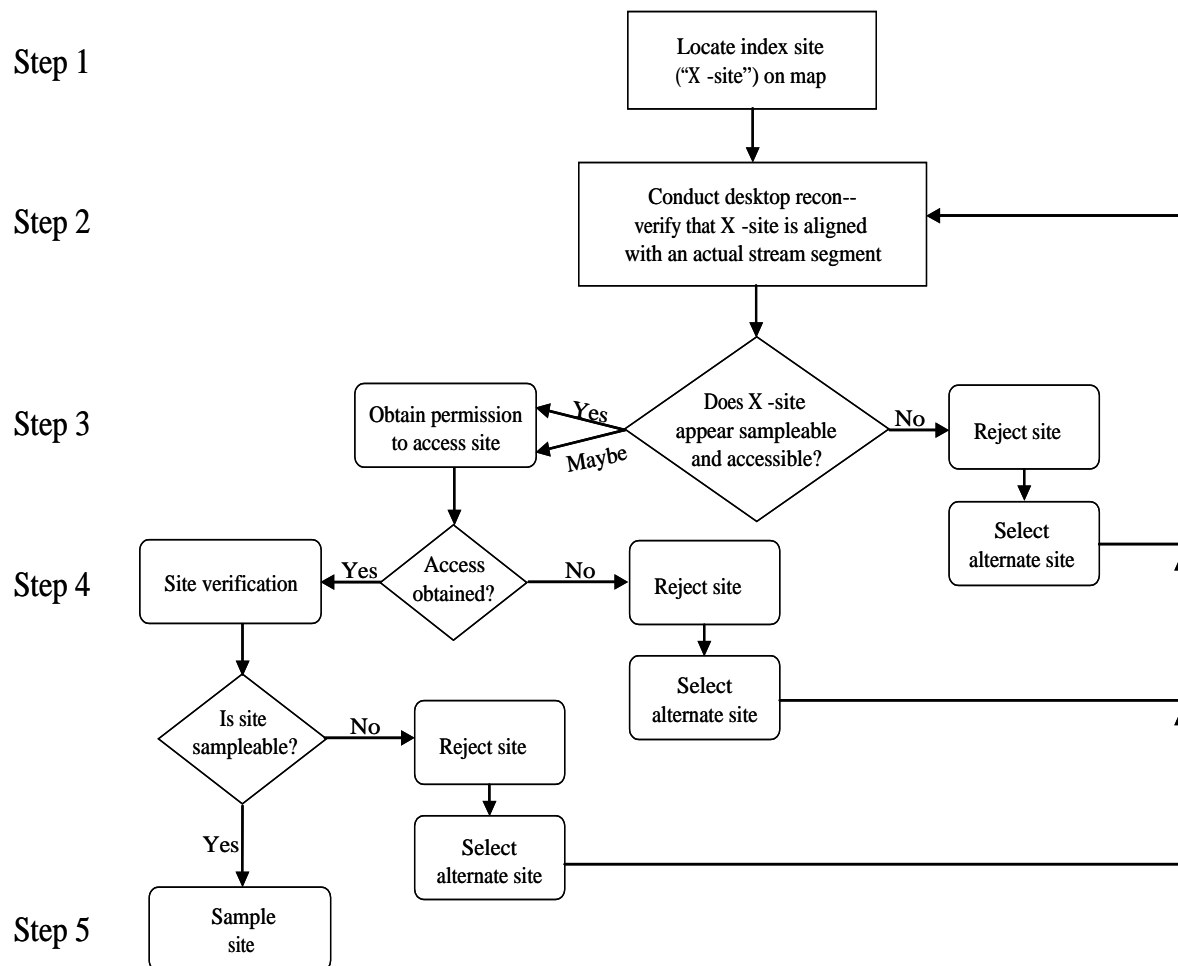 Step 1
Locate index site
(“X -site”) on map
Step 2
Conduct desktop recon--
verify that X -site is aligned
with an actual stream segment
Step 3
Obtain permission
to access site
Yes
Maybe
Does X -site
appear sampleable
and accessible?
No
Reject site
Select
alternate site
Step 4
Site verification
Yes
Access
obtained?
No
Reject site
Select
alternate site
Is site
sampleable?
No
Reject site
Select
alternate site
Yes
Step 5
Sample
site